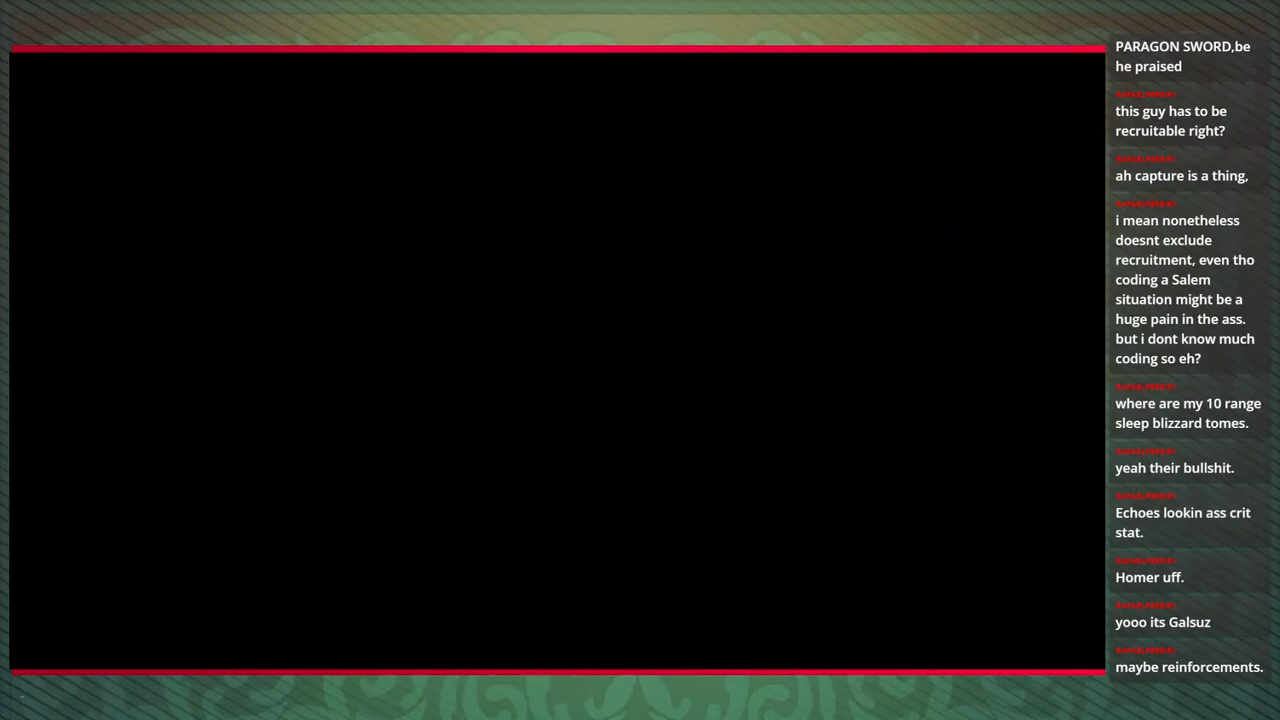 PARAGON SWORD,be
he praised
this guy has to be
recruitable right?
ah capture is a thing,
i mean nonetheless
doesnt exclude
recruitment, even tho
coding a Salem
situation might be a
huge pain in the ass.
but i dont know much
coding so eh?
where are my 10 range
sleep blizzard tomes.
yeah their bullshit.
Echoes lookin ass crit
stat.
Homer uff.
yooo its Galsuz
maybe reinforcements.